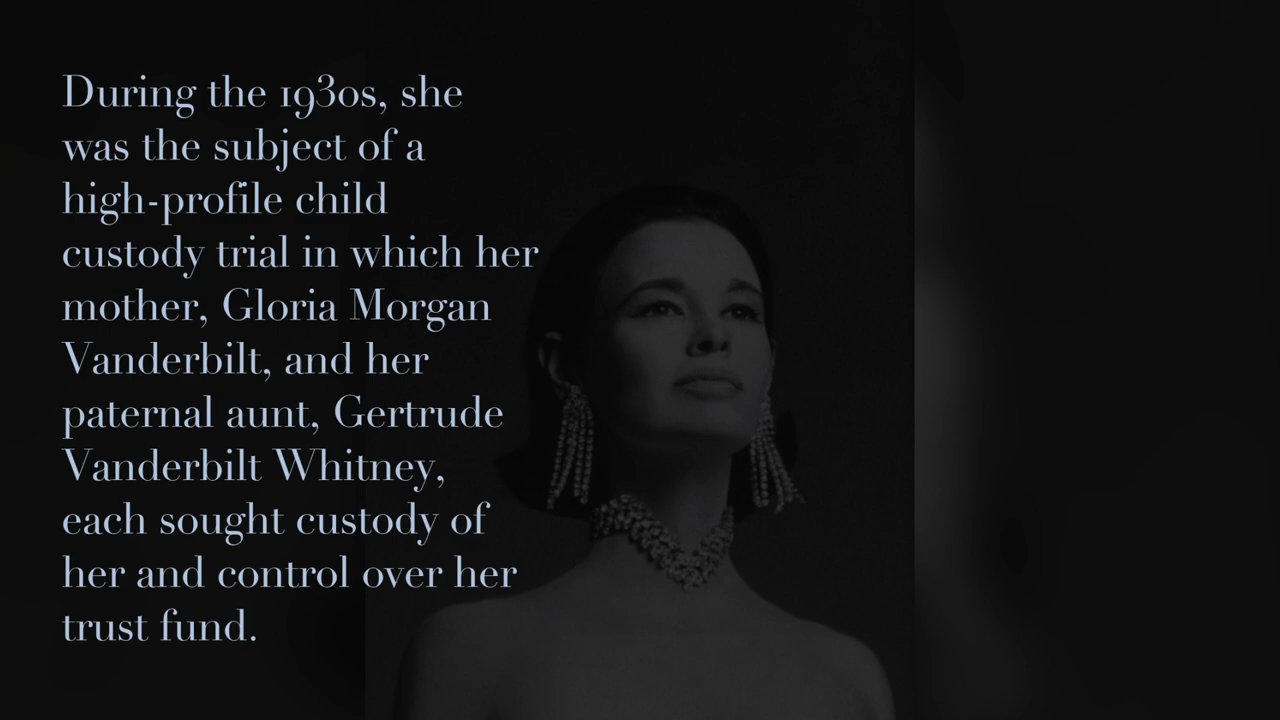 During the 1930s, she
was the subject of a
high-profile child
custody trial in which her
mother, Gloria Morgan
Vanderbilt, and her
paternal aunt, Gertrude
Vanderbilt Whitney,
each sought custody of
her and control over her
trust fund.